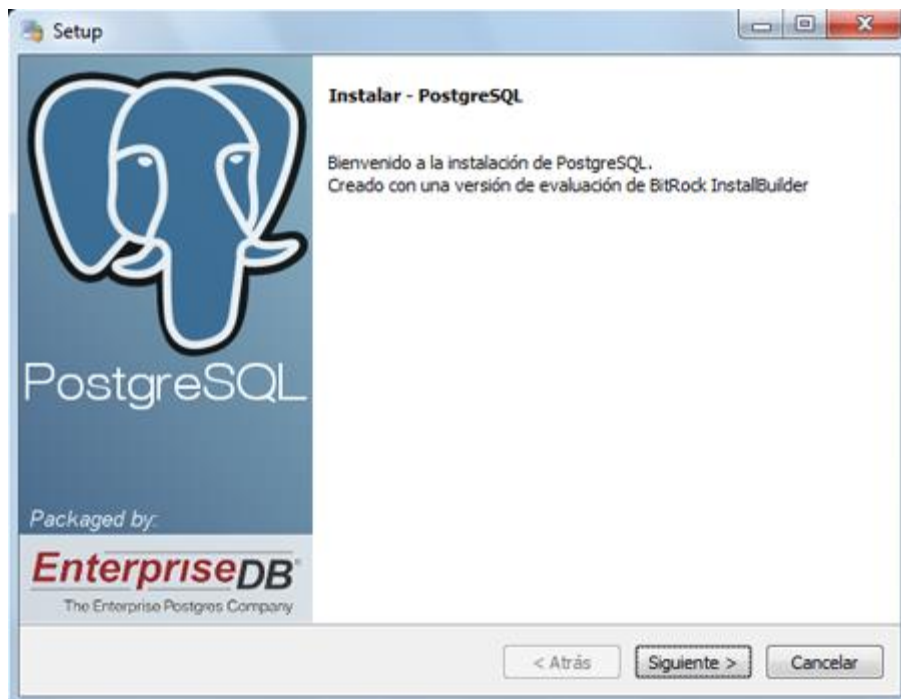 Setup
Instalar - PostgreSQL
Bienvenido a la instalación de PostgreSQL.
Creado con una versión de evaluación de BitRock InstallBuilder
PostgreSQL
Packaged by:
EnterpriseDB
The Enterprise Postgres Company
< Atrás
Siguiente >
Cancelar